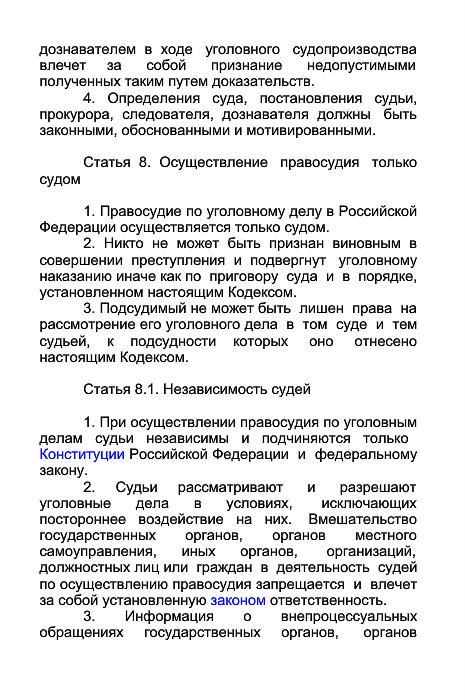 дознавателем в ходе уголовного судопроизводства
влечет за собой признание недопустимыми
полученных таким путем доказательств.
4. Определения суда, постановления судьи,
прокурора, следователя, дознавателя должны быть
законными, обоснованными и мотивированными.
Статья 8. Осуществление правосудия только
судом
1. Правосудие по уголовному делу в Российской
Федерации осуществляется только судом.
2. Никто не может быть признан виновным в
совершении преступления и подвергнут уголовному
наказанию иначе как по приговору суда и в порядке,
установленном настоящим Кодексом.
3. Подсудимый не может быть лишен права на
рассмотрение его уголовного дела в том суде и тем
судьей, к подсудности которых оно отнесено
настоящим Кодексом.
Статья 8.1. Независимость судей
1. При осуществлении правосудия по уголовным
делам судьи независимы и подчиняются только
Конституции Российской Федерации и федеральному
закону.
2. Судьи рассматривают и разрешают
уголовные дела в условиях, исключающих
постороннее воздействие на них. Вмешательство
государственных органов, органов местного
самоуправления, иных органов, организаций,
должностных лиц или граждан в деятельность судей
по осуществлению правосудия запрещается и влечет
за собой установленную законом ответственность.
3. Информация о внепроцессуальных
обращениях государственных органов, органов